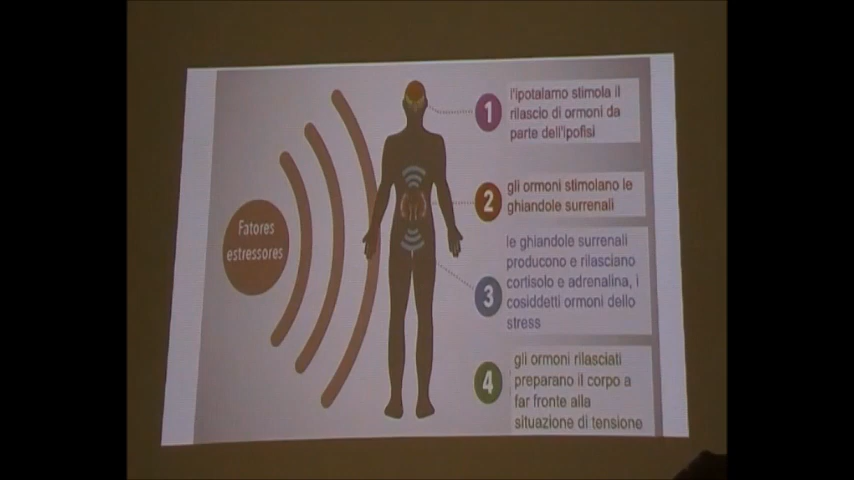 Fatores
estressores
1
l'ipotalamo stimola il
rilascio di ormoni da
parte dell'ipofisi
2
gli ormoni stimolano le
ghiandole surrenali
3
le ghiandole surrenali
producono e rilasciano
cortisolo e adrenalina, i
cosiddetti ormoni dello
stress
4
gli ormoni rilasciati
preparano il corpo a
far fronte alla
situazione di tensione